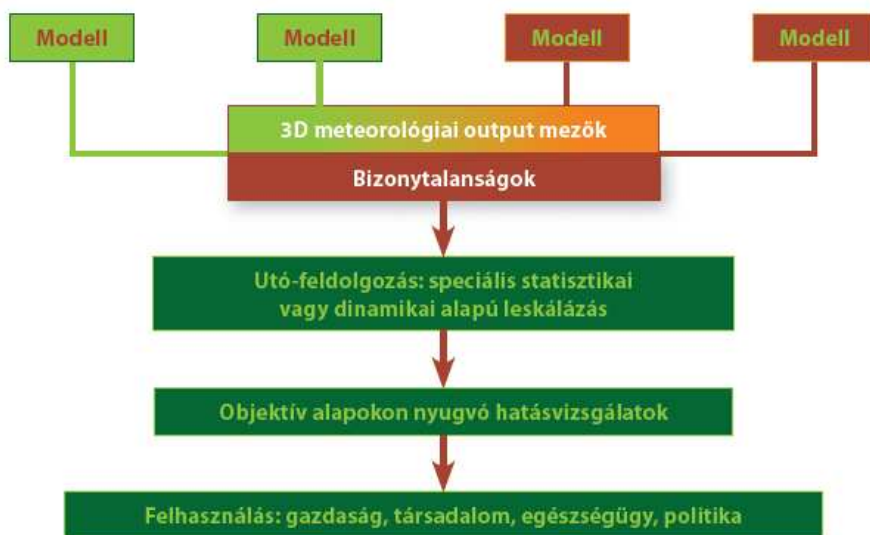 Modell
Modell
Modell
Modell
3D meteorológiai output mezők
Bizonytalanságok
Utó-feldolgozás: speciális statisztikai
vagy dinamikai alapú leskálázás
Objektív alapokon nyugvó hatásvizsgálatok
Felhasználás: gazdaság, társadalom, egészségügy, politika